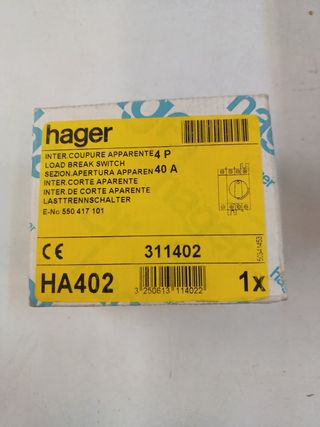 hager
INTER.COUPURE APPARENTE 4 P
LOAD BREAK SWITCH
SEZION.APERTURA APPAREN 40 A
INTER.CORTE APARENTE
INTER.DE CORTE APARENTE
LASTTRENNSCHALTER
E-No 550 417 101
CE 311402
HA402
3 250613 114022
1x